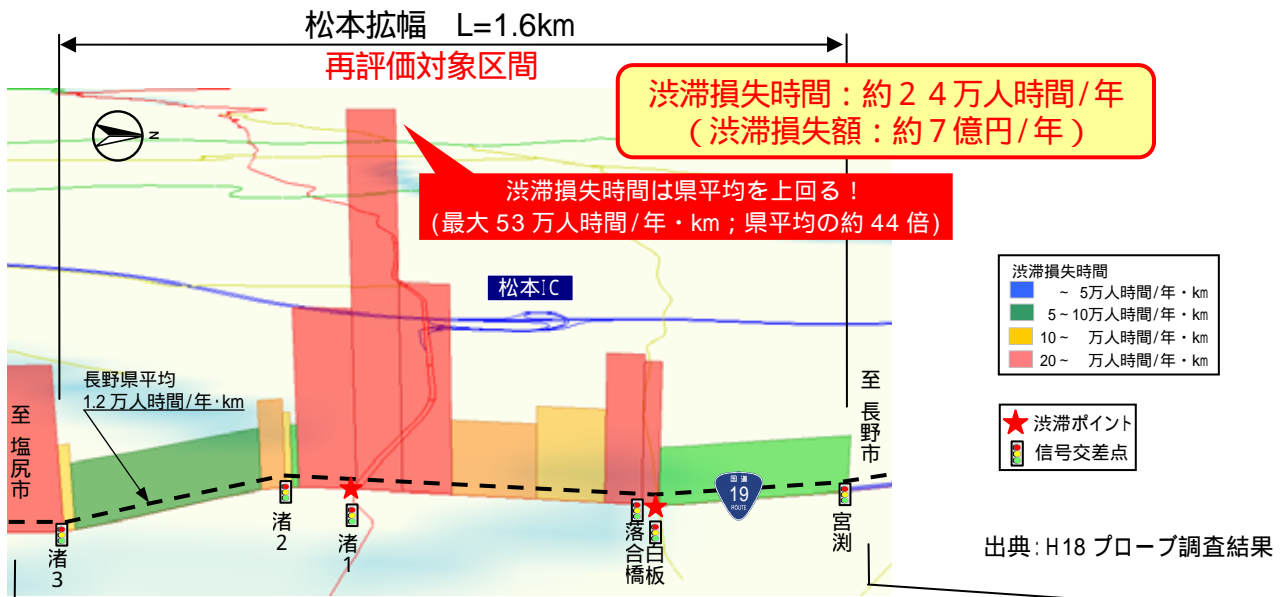 松本拡幅 L=1.6km
再評価対象区間
渋滞損失時間：約２４万人時間/年
（渋滞損失額：約７億円/年）
N
渋滞損失時間は県平均を上回る！
(最大 53 万人時間/年・km；県平均の約 44 倍)
松本IC
渋滞損失時間
～ 5万人時間/年・km
5～10万人時間/年・km
10～ 万人時間/年・km
20～ 万人時間/年・km
長野県平均
1.2 万人時間/年・km
至 塩尻市
至 長野市
渋滞ポイント
信号交差点
国道
19
ROUTE
渚3
渚2
渚1
落合橋
白板
宮渕
出典：H18 プローブ調査結果